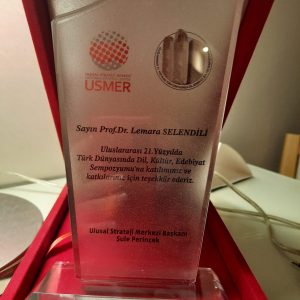 USMER
Sayın Prof.Dr. Lemara SELENDİLİ
Uluslararası 21.Yüzyılda
Türk Dünyasında Dil, Kültür, Edebiyat
Sempozyumu'na katılımınız ve
katkılarınız için teşekkür ederiz.
Ulusal Strateji Merkezi Başkanı
Şule Perinçek